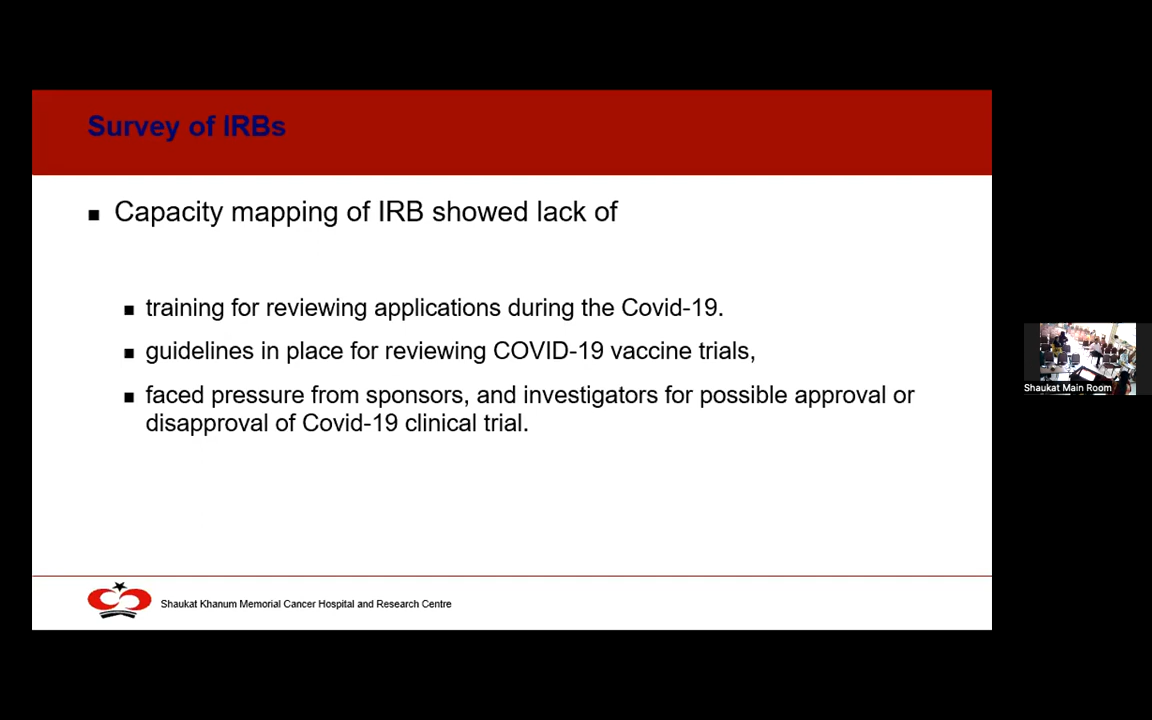 Survey of IRBs
Capacity mapping of IRB showed lack of
training for reviewing applications during the Covid-19.
guidelines in place for reviewing COVID-19 vaccine trials,
faced pressure from sponsors, and investigators for possible approval or
disapproval of Covid-19 clinical trial.
Shaukat Main Room
Shaukat Khanum Memorial Cancer Hospital and Research Centre